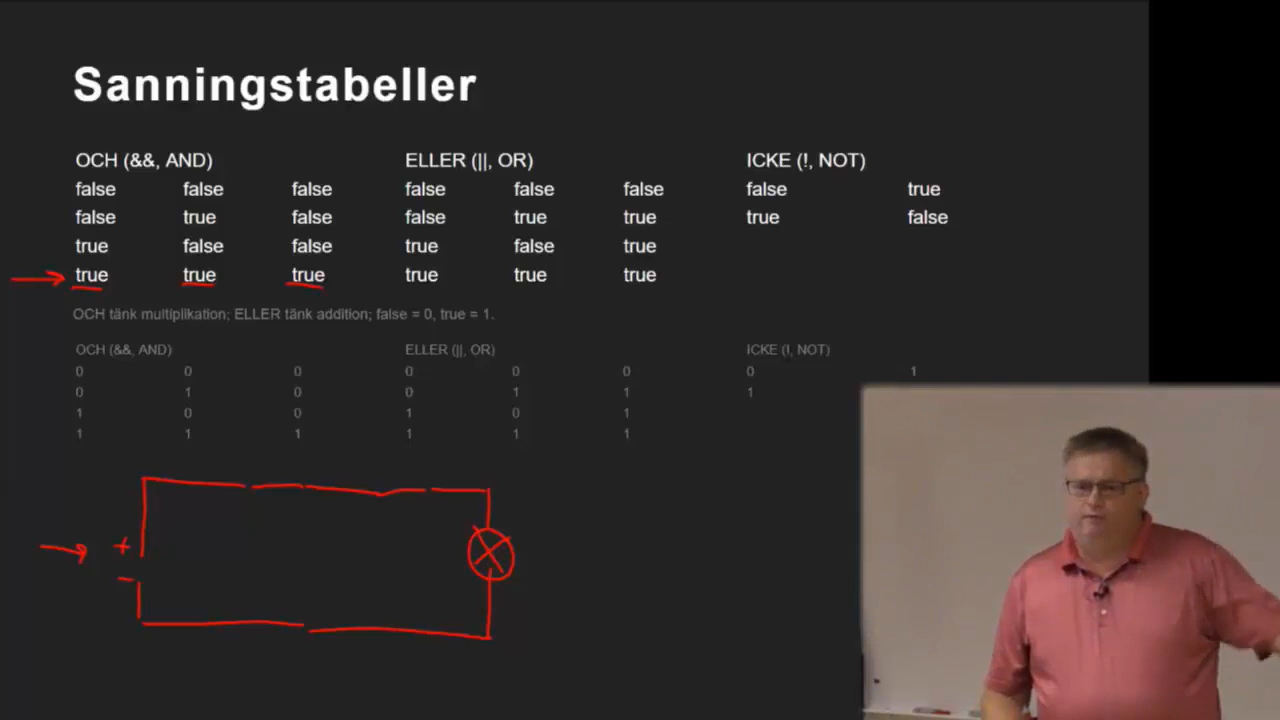 Sanningstabeller
OCH (&&, AND) ELLER (||, OR) ICKE (!, NOT)
false false false false false false false true
false true false false true true true false
true false false true false true
true true true true true true
OCH tänk multiplikation; ELLER tänk addition; false = 0, true = 1.
OCH (&&, AND) ELLER (||, OR) ICKE (!, NOT)
0 0 0 0 0 0 0 1
0 1 0 0 1 1 1
1 0 0 1 0 1
1 1 1 1 1 1
+
−